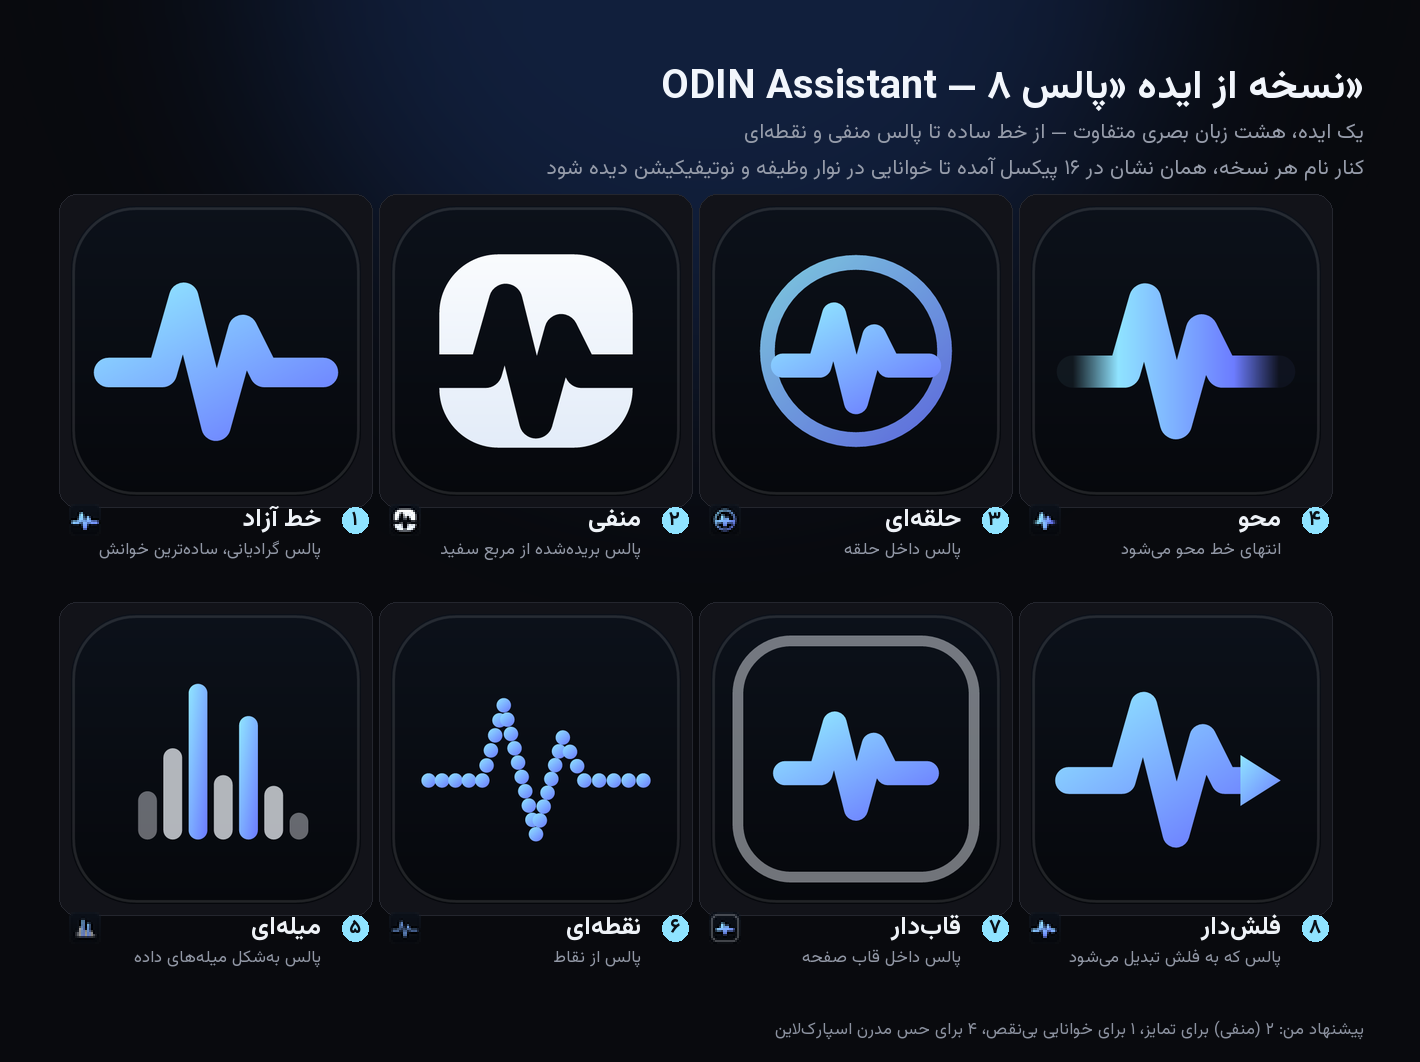 «نسخه از ایده «پالس ۸ — ODIN Assistant
یک ایده، هشت زبان بصری متفاوت — از خط ساده تا پالس منفی و نقطه‌ای
کنار نام هر نسخه، همان نشان در ۱۶ پیکسل آمده تا خوانایی در نوار وظیفه و نوتیفیکیشن دیده شود
۱ خط آزاد
پالس گرادیانی، ساده‌ترین خوانش
۲ منفی
پالس بریده‌شده از مربع سفید
۳ حلقه‌ای
پالس داخل حلقه
۴ محو
انتهای خط محو می‌شود
۵ میله‌ای
پالس به‌شکل میله‌های داده
۶ نقطه‌ای
پالس از نقاط
۷ قاب‌دار
پالس داخل قاب صفحه
۸ فلش‌دار
پالس که به فلش تبدیل می‌شود
پیشنهاد من: ۲ (منفی) برای تمایز، ۱ برای خوانایی بی‌نقص، ۴ برای حس مدرن اسپارک‌لاین